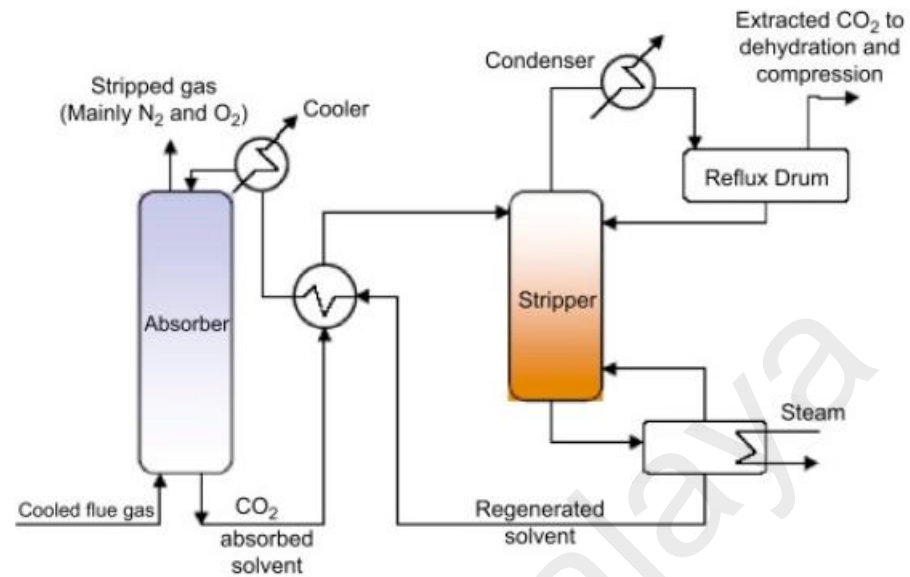 Extracted CO₂ to
dehydration and
compression
Condenser
Stripped gas
(Mainly N₂ and O₂)
Cooler
Reflux Drum
Absorber
Stripper
Steam
Cooled flue gas
CO₂
absorbed
solvent
Regenerated
solvent
alaya